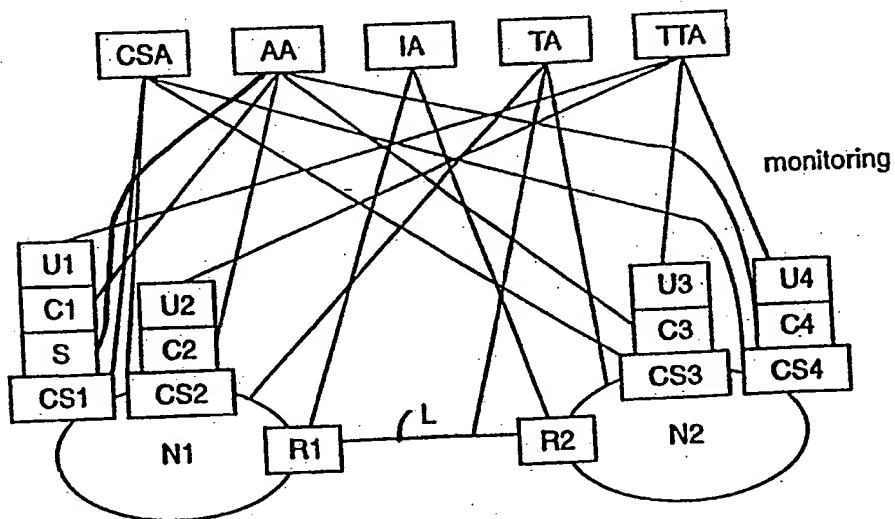 CSA AA IA TA TTA
monitoring
U1
C1
S
CS1
U2
C2
CS2
U3
C3
CS3
U4
C4
CS4
N1
R1
L
R2
N2